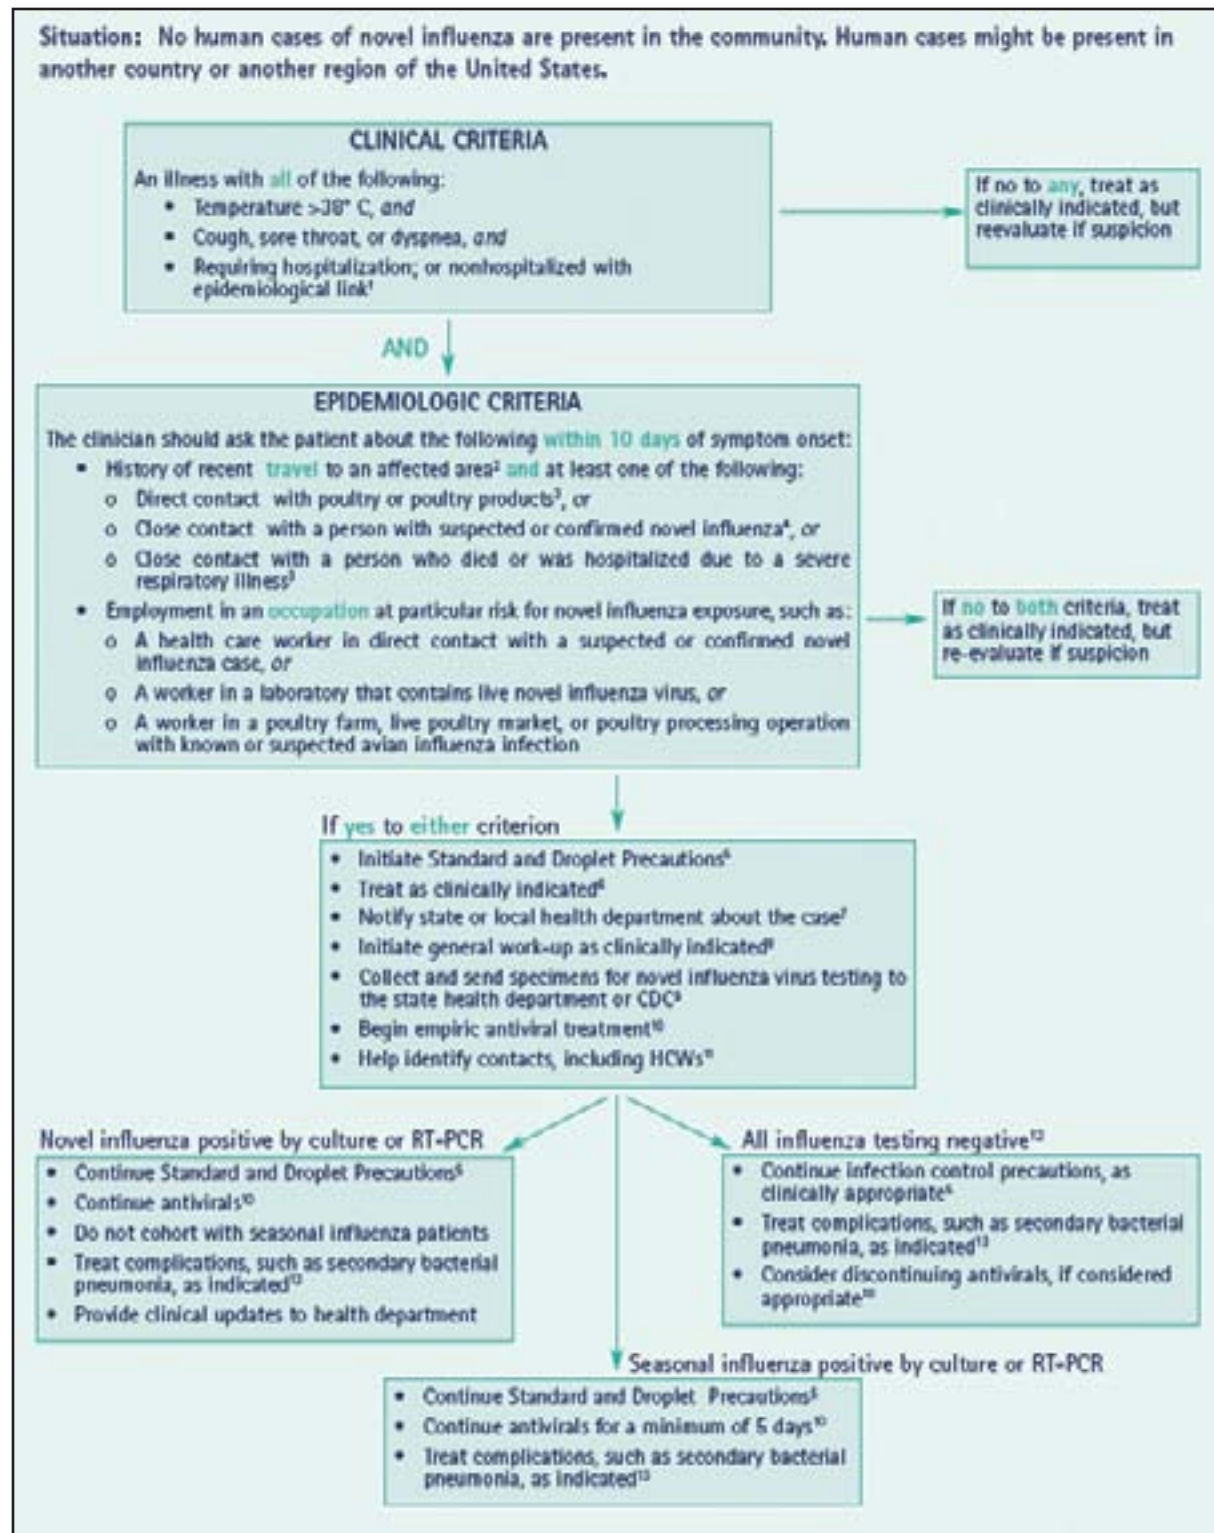 Situation: No human cases of novel influenza are present in the community. Human cases might be present in
another country or another region of the United States.
CLINICAL CRITERIA
An illness with all of the following:
• Temperature >38° C, and
• Cough, sore throat, or dyspnea, and
• Requiring hospitalization; or nonhospitalized with
epidemiological link¹
If no to any, treat as
clinically indicated, but
reevaluate if suspicion
AND
EPIDEMIOLOGIC CRITERIA
The clinician should ask the patient about the following within 10 days of symptom onset:
• History of recent travel to an affected area² and at least one of the following:
o Direct contact with poultry or poultry products³, or
o Close contact with a person with suspected or confirmed novel influenza⁴, or
o Close contact with a person who died or was hospitalized due to a severe
respiratory illness
• Employment in an occupation at particular risk for novel influenza exposure, such as:
o A health care worker in direct contact with a suspected or confirmed novel
influenza case, or
o A worker in a laboratory that contains live novel influenza virus, or
o A worker in a poultry farm, live poultry market, or poultry processing operation
with known or suspected avian influenza infection
If no to both criteria, treat
as clinically indicated, but
re-evaluate if suspicion
If yes to either criterion
• Initiate Standard and Droplet Precautions
• Treat as clinically indicated⁶
• Notify state or local health department about the case⁷
• Initiate general work-up as clinically indicated
• Collect and send specimens for novel influenza virus testing to
the state health department or CDC
• Begin empiric antiviral treatment¹⁰
• Help identify contacts, including HCWs¹¹
Novel influenza positive by culture or RT-PCR
• Continue Standard and Droplet Precautions⁵
• Continue antivirals¹⁰
• Do not cohort with seasonal influenza patients
• Treat complications, such as secondary bacterial
pneumonia, as indicated
• Provide clinical updates to health department
All influenza testing negative
• Continue infection control precautions, as
clinically appropriate
• Treat complications, such as secondary bacterial
pneumonia, as indicated¹³
• Consider discontinuing antivirals, if considered
appropriate¹⁰
Seasonal influenza positive by culture or RT-PCR
• Continue Standard and Droplet Precautions⁵
• Continue antivirals for a minimum of 5 days¹⁰
• Treat complications, such as secondary bacterial
pneumonia, as indicated¹³